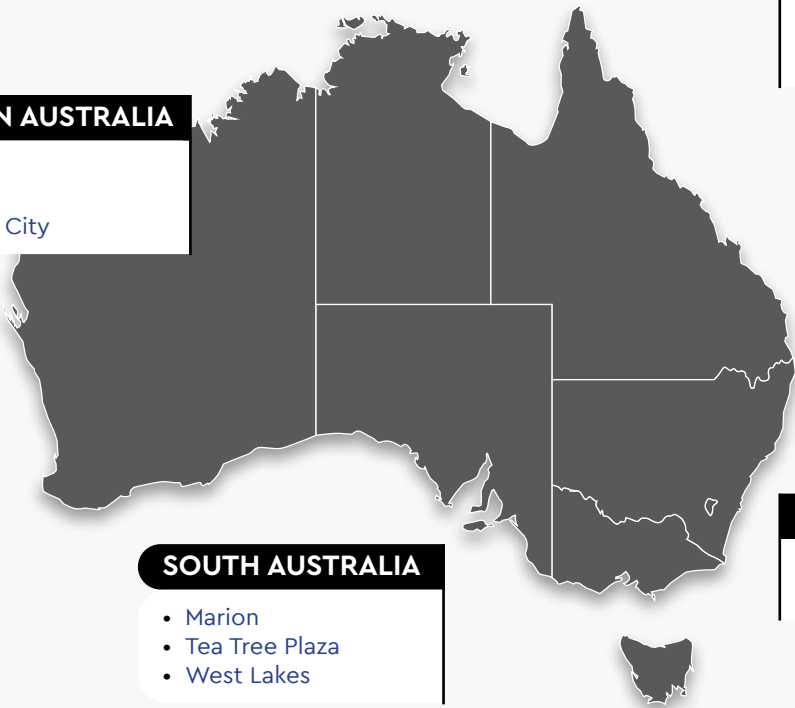 N AUSTRALIA
City
SOUTH AUSTRALIA
• Marion
• Tea Tree Plaza
• West Lakes